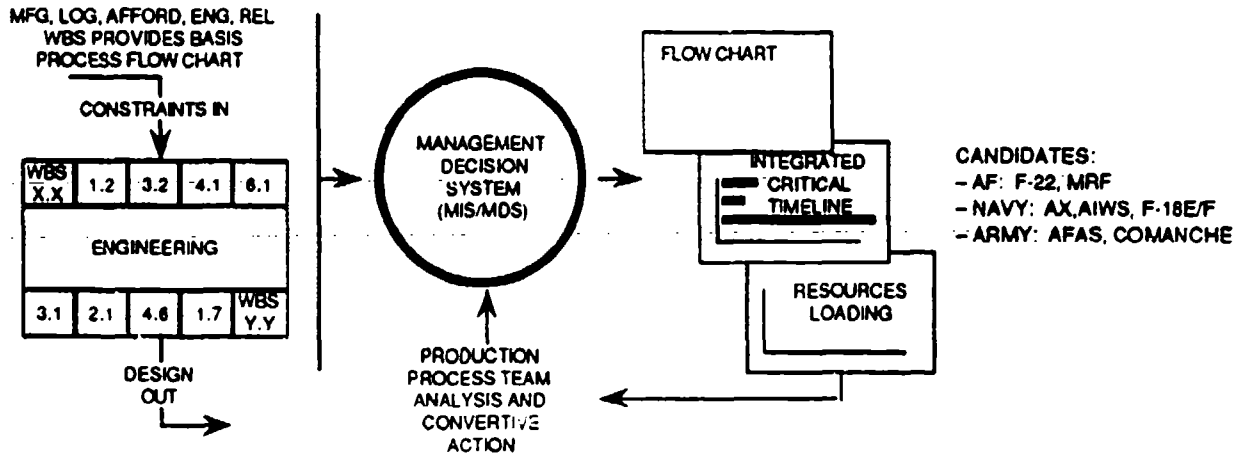 MFG, LOG, AFFORD, ENG, REL
WBS PROVIDES BASIS
PROCESS FLOW CHART
CONSTRAINTS IN
WBS
X.X
1.2
3.2
4.1
6.1
ENGINEERING
3.1
2.1
4.6
1.7
WBS
Y.Y
DESIGN
OUT
MANAGEMENT
DECISION
SYSTEM
(MIS/MDS)
PRODUCTION
PROCESS TEAM
ANALYSIS AND
CONVERTIVE
ACTION
FLOW CHART
INTEGRATED
CRITICAL
TIMELINE
RESOURCES
LOADING
CANDIDATES:
– AF: F-22, MRF
– NAVY: AX,AIWS, F-18E/F
– ARMY: AFAS, COMANCHE